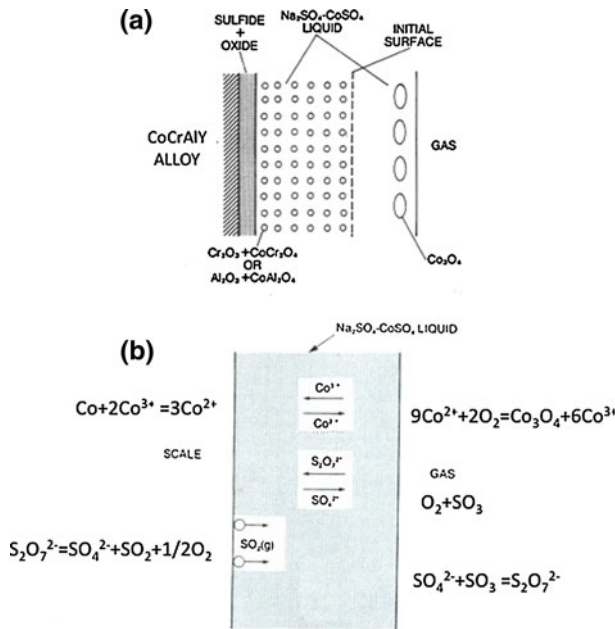 (a)
SULFIDE
+
OXIDE
Na₂SO₄-CoSO₄
LIQUID
INITIAL
SURFACE
CoCrAlY
ALLOY
GAS
Cr₂O₃+CoCr₂O₄
OR
Al₂O₃+CoAl₂O₄
Co₃O₄
(b)
Na₂SO₄-CoSO₄ LIQUID
Co+2Co³⁺=3Co²⁺
Co³⁺
Co²⁺
9Co²⁺+2O₂=Co₃O₄+6Co³⁺
SCALE
S₂O₇²⁻
SO₄²⁻
GAS
O₂+SO₃
S₂O₇²⁻=SO₄²⁻+SO₂+1/2O₂
SO₂(g)
SO₄²⁻+SO₃=S₂O₇²⁻